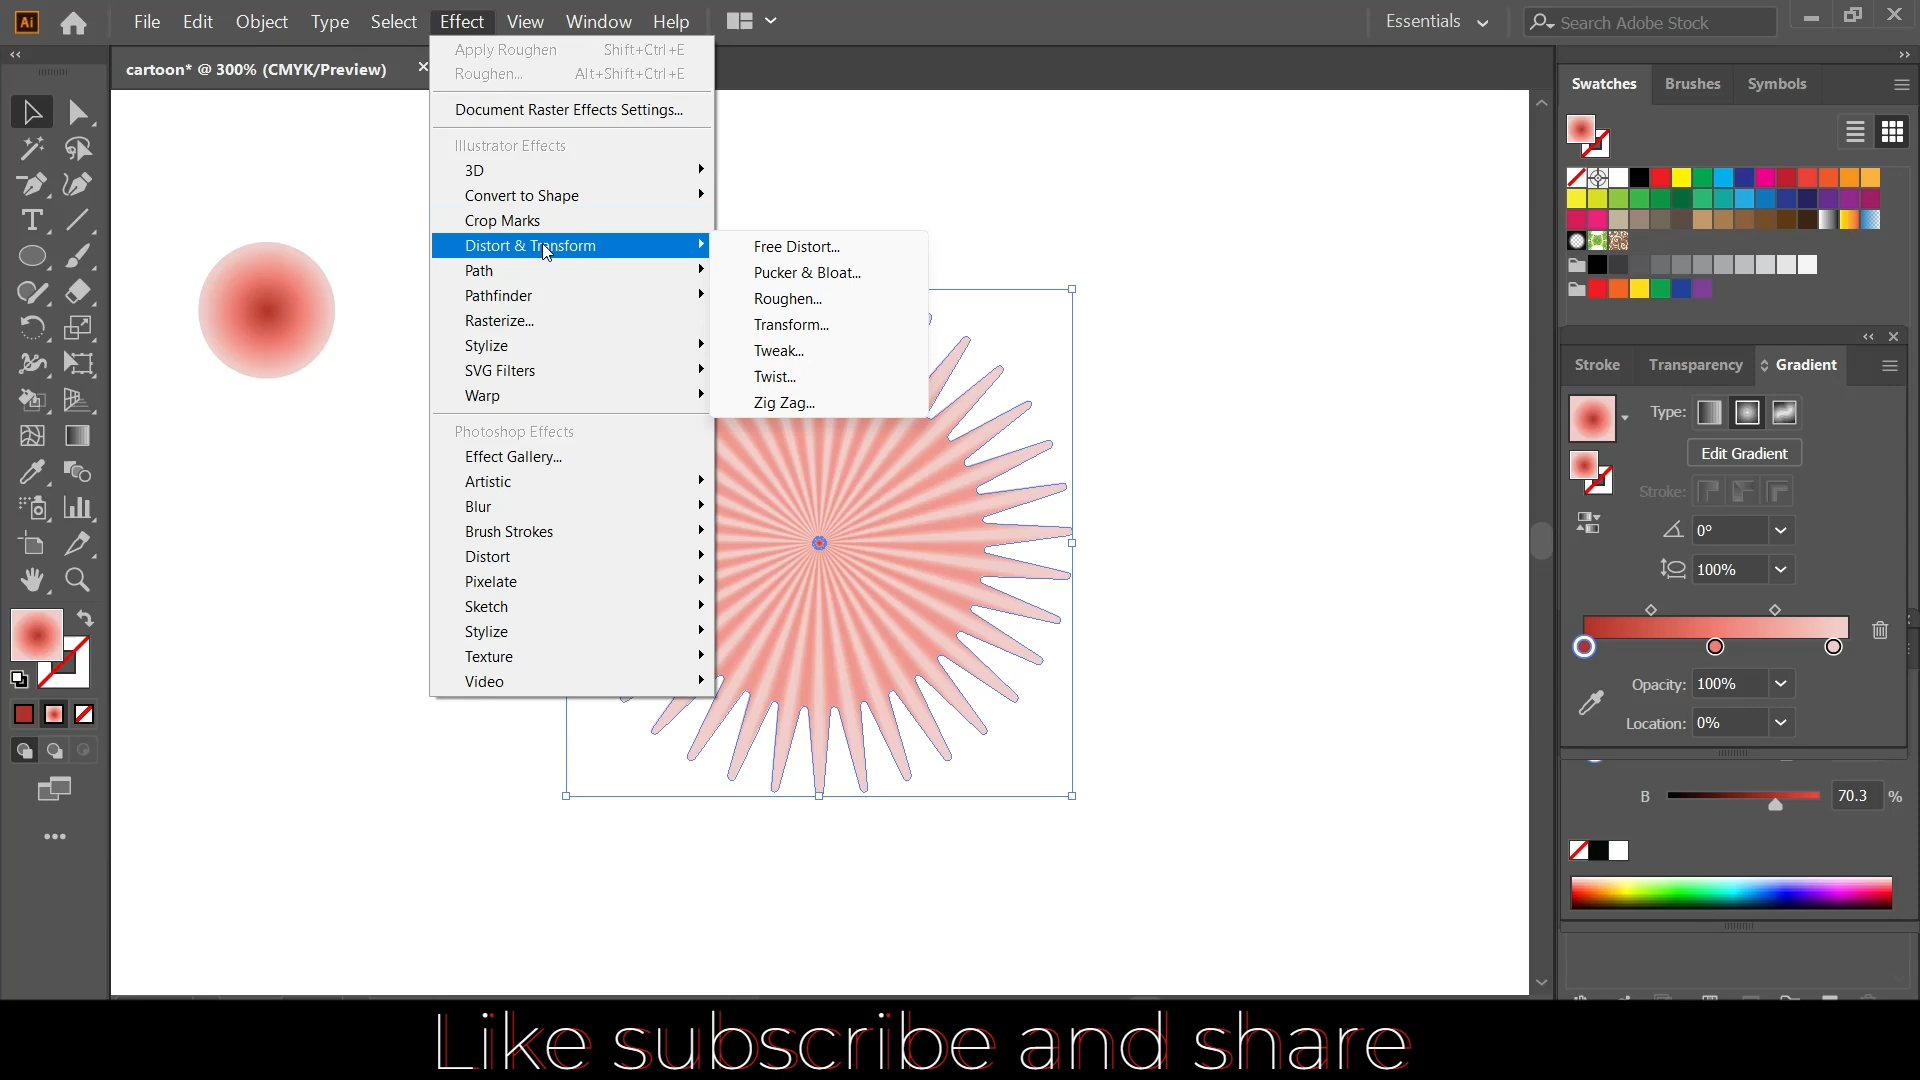 Ai File Edit Object Type Select Effect View Window Help Essentials Search Adobe Stock
cartoon* @ 300% (CMYK/Preview)
Apply Roughen Shift+Ctrl+E
Roughen... Alt+Shift+Ctrl+E
Document Raster Effects Settings...
Illustrator Effects
3D
Convert to Shape
Crop Marks
Distort & Transform
Path
Pathfinder
Rasterize...
Stylize
SVG Filters
Warp
Photoshop Effects
Effect Gallery...
Artistic
Blur
Brush Strokes
Distort
Pixelate
Sketch
Stylize
Texture
Video
Free Distort...
Pucker & Bloat...
Roughen...
Transform...
Tweak...
Twist...
Zig Zag...
Swatches Brushes Symbols
Stroke Transparency Gradient
Type:
Edit Gradient
Stroke:
0°
100%
Opacity: 100%
Location: 0%
B 70.3 %
Like subscribe and share